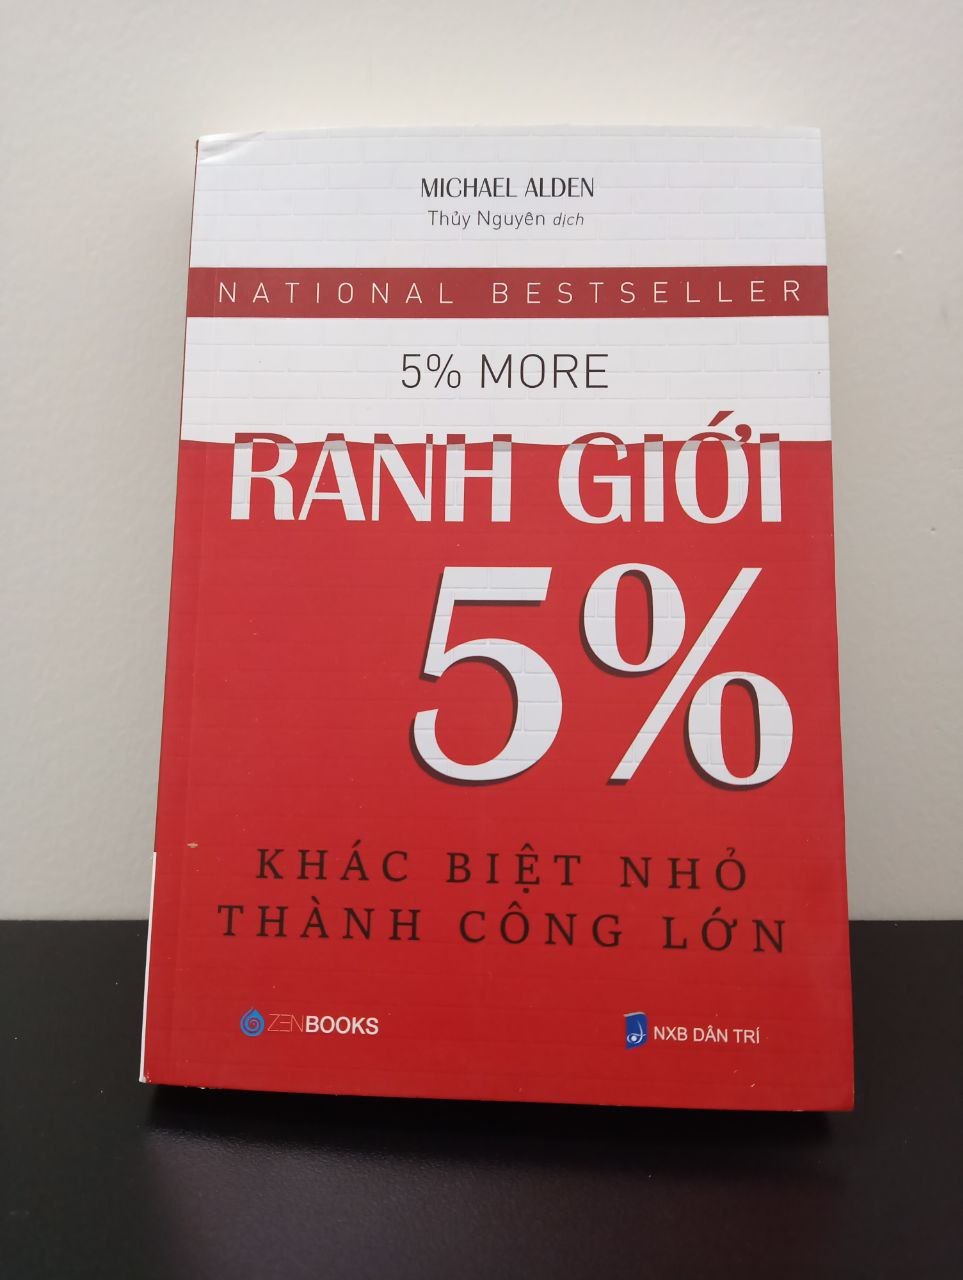 MICHAEL ALDEN
Thủy Nguyên dịch
NATIONAL BESTSELLER
5% MORE
RANH GIỚI
5%
KHÁC BIỆT NHỎ
THÀNH CÔNG LỚN
ZENBOOKS
NXB DÂN TRÍ